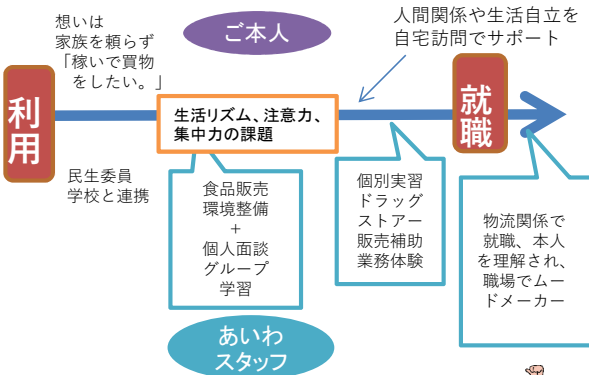 想いは
家族を頼らず
「稼いで買物
をしたい。」
ご本人
人間関係や生活自立を
自宅訪問でサポート
利
用
生活リズム、注意力、
集中力の課題
就
職
民生委員
学校と連携
食品販売
環境整備
+
個人面談
グループ
学習
個別実習
ドラッグ
ストアー
販売補助
業務体験
物流関係で
就職、本人
を理解され、
職場でムー
ドメーカー
あいわ
スタッフ